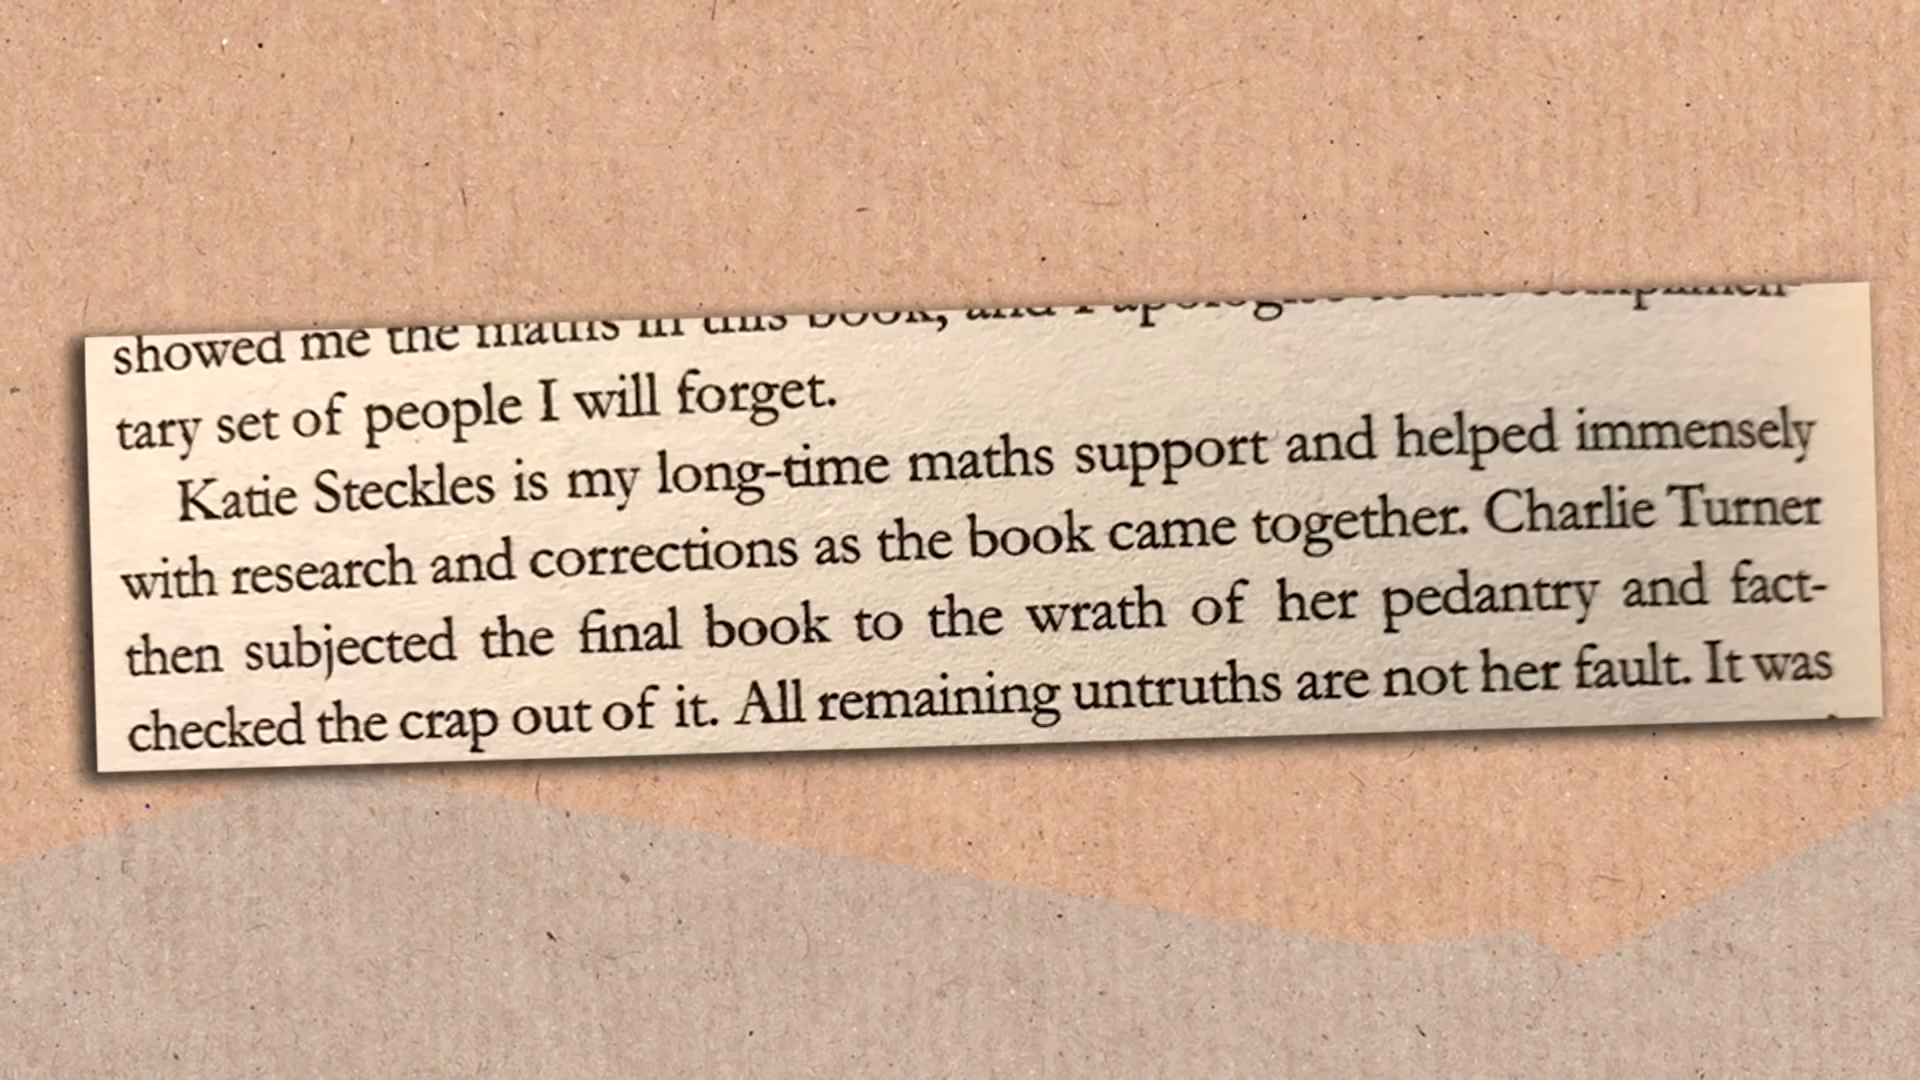 showed me the maths in this book, and I apologise to the complimen-
tary set of people I will forget.
Katie Steckles is my long-time maths support and helped immensely
with research and corrections as the book came together. Charlie Turner
then subjected the final book to the wrath of her pedantry and fact-
checked the crap out of it. All remaining untruths are not her fault. It was